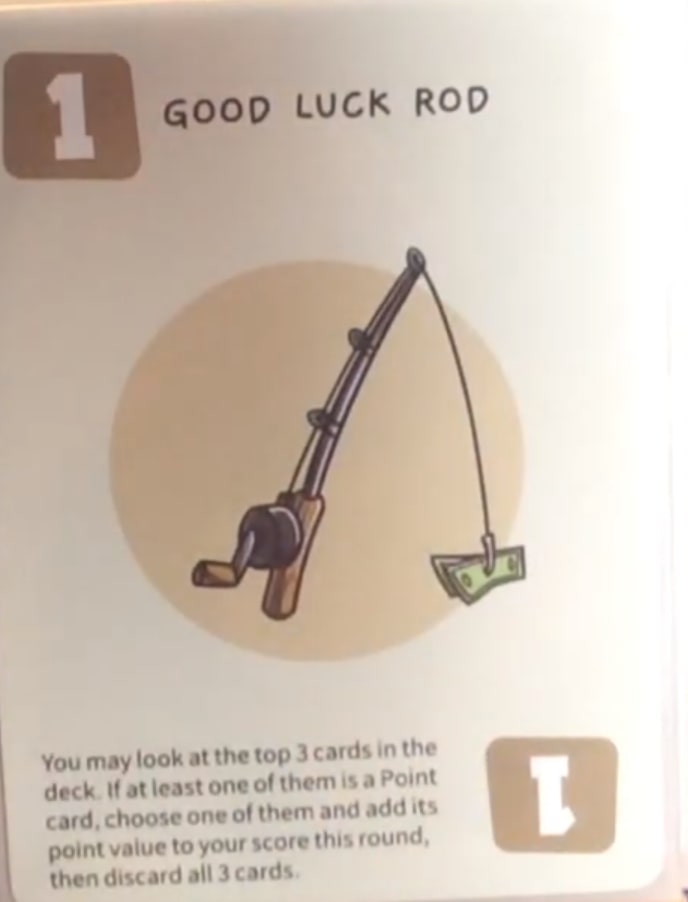 1
GOOD LUCK ROD
You may look at the top 3 cards in the
deck. If at least one of them is a Point
card, choose one of them and add its
point value to your score this round,
then discard all 3 cards.
1